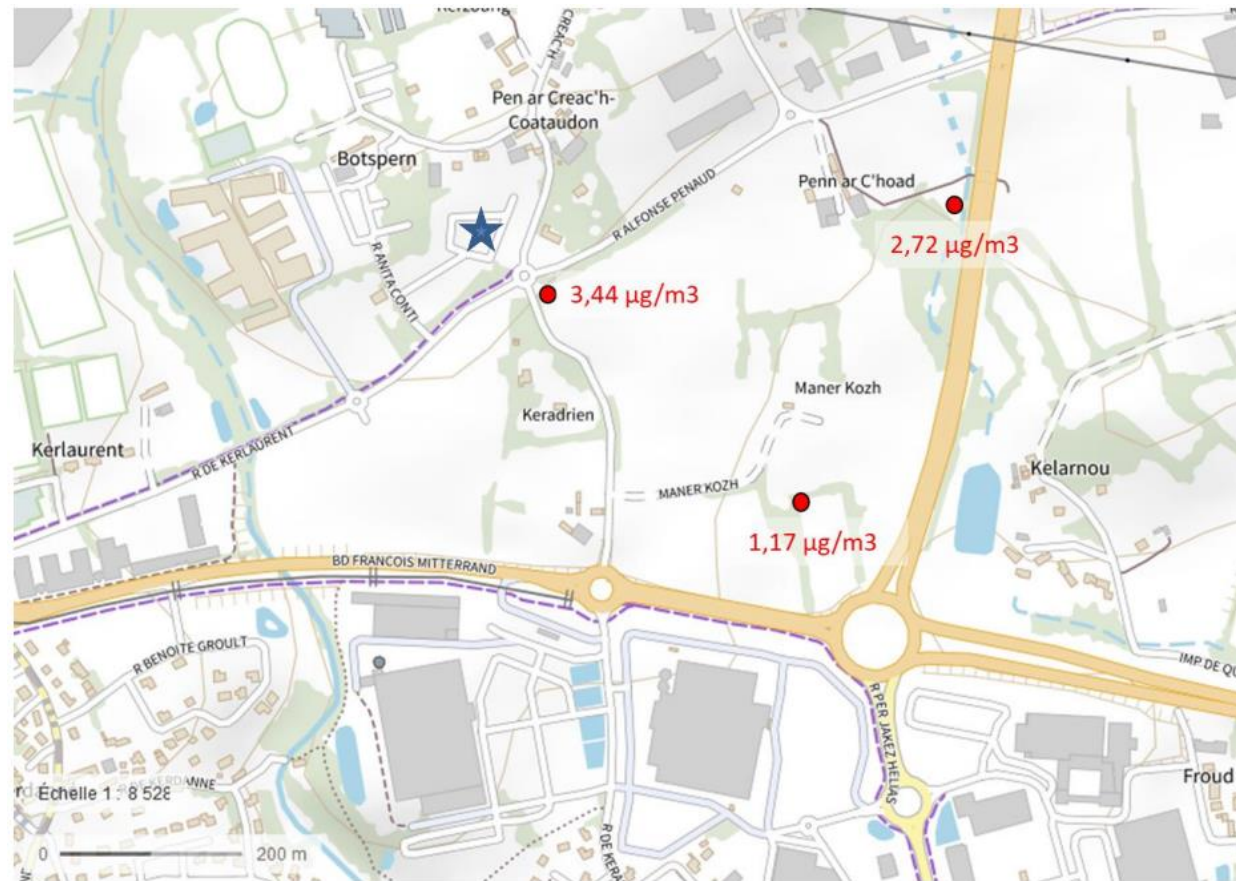 CREAC'H
Pen ar Creac'h-
Coataudon
Botspern
R ALFONSE PENAUD
Penn ar C'hoad
2,72 µg/m3
R ANITA CONTI
3,44 µg/m3
Maner Kozh
Keradrien
Kerlaurent
R DE KERLAURENT
Kelarnou
MANER KOZH
1,17 µg/m3
BD FRANCOIS MITTERRAND
R BENOITE GROULT
IMP DE QU
R PER JAKEZ HELIAS
Froud
DE KERDANNE
Échelle 1 : 8 528
0 200 m
R DE KERA